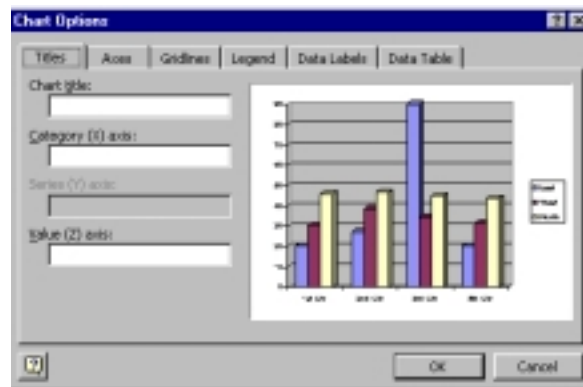 Chart Options
Titles Axes Gridlines Legend Data Labels Data Table
Chart title:
Category (X) axis:
Series (Y) axis:
Value (Z) axis:
OK Cancel